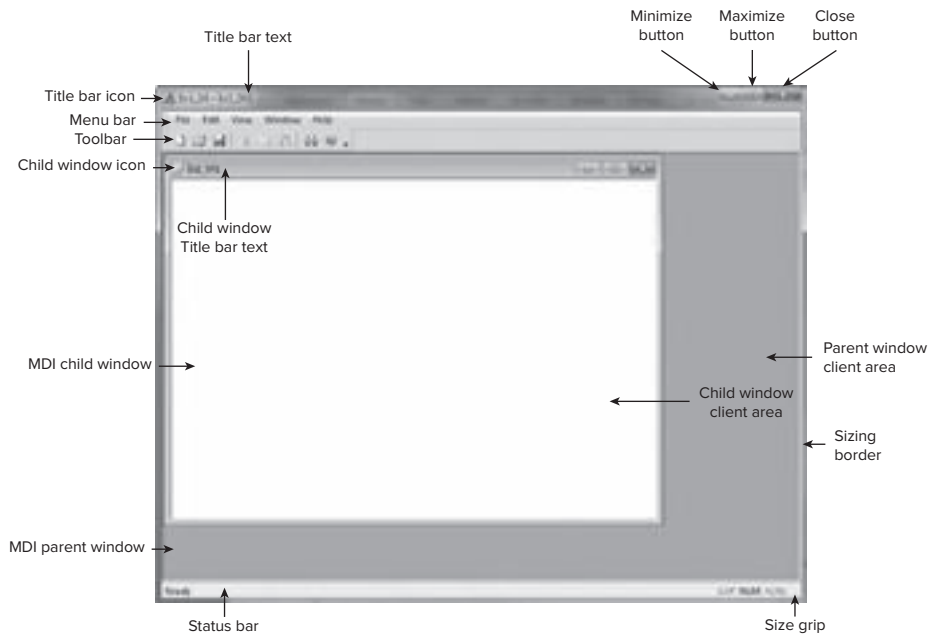 Title bar text
Minimize
button
Maximize
button
Close
button
Title bar icon
Menu bar
File Edit View Window Help
Toolbar
Child window icon
Child window
Title bar text
MDI child window
Parent window
client area
Child window
client area
Sizing
border
MDI parent window
Ready
NUM
Status bar
Size grip